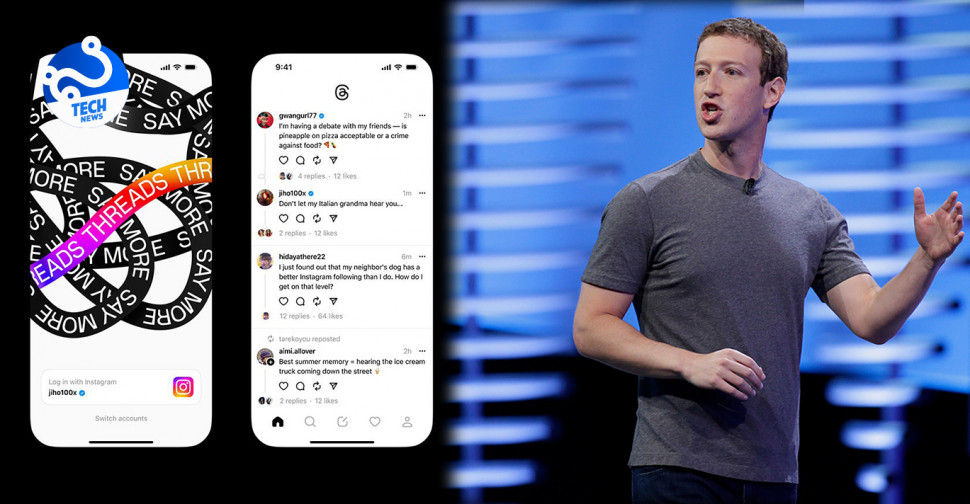 TECH
NEWS
SAY MORE
THREADS
SAY MORE
SAY MORE
Log in with Instagram
jiho100x
Switch accounts
9:41
gwangurl77
2h
I'm having a debate with my friends — is
pineapple on pizza acceptable or a crime
against food? 🍕🍍
4 replies · 12 likes
jiho100x
1m
Don't let my Italian grandma hear you...
2 replies · 12 likes
hidayathere22
6m
I just found out that my neighbor's dog has a
better Instagram following than I do. How do I
get on that level?
12 replies · 64 likes
tarekoyou reposted
aimi.allover
2h
Best summer memory = hearing the ice cream
truck coming down the street 🍦
2 replies · 12 likes